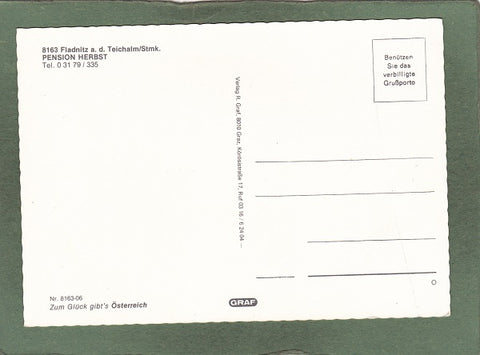 8163 Fladnitz a. d. Teichalm/Stmk.
PENSION HERBST
Tel. 0 31 79 / 335
Benützen
Sie das
verbilligte
Grußporto
Verlag R. Graf, 8010 Graz, Körösistraße 17, Ruf 03 16 / 6 24 04 —
Nr. 8163-06
Zum Glück gibt's Österreich
GRAF
O